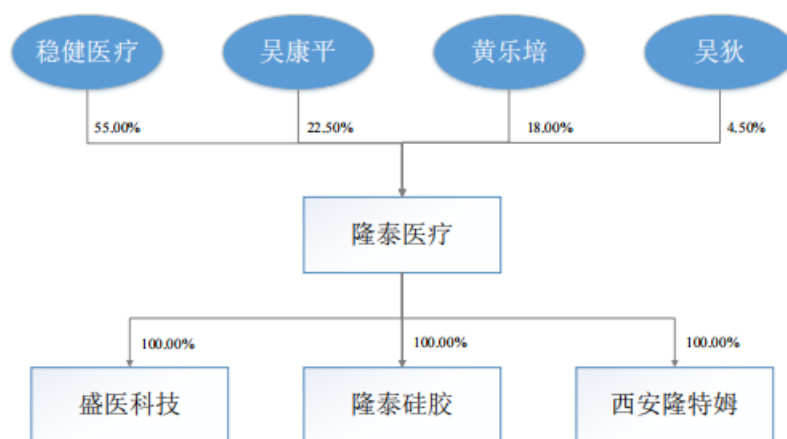 稳健医疗
吴康平
黄乐培
吴狄
55.00%
22.50%
18.00%
4.50%
隆泰医疗
100.00%
100.00%
100.00%
盛医科技
隆泰硅胶
西安隆特姆